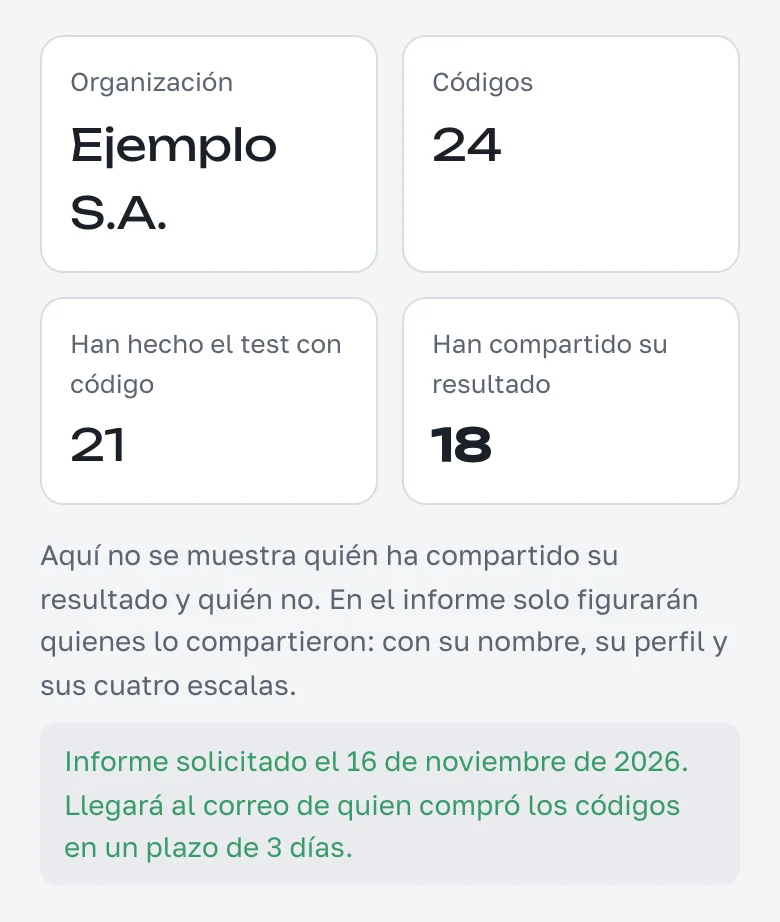 Organización
Ejemplo
S.A.
Códigos
24
Han hecho el test con
código
21
Han compartido su
resultado
18
Aquí no se muestra quién ha compartido su
resultado y quién no. En el informe solo figurarán
quienes lo compartieron: con su nombre, su perfil y
sus cuatro escalas.
Informe solicitado el 16 de noviembre de 2026.
Llegará al correo de quien compró los códigos
en un plazo de 3 días.